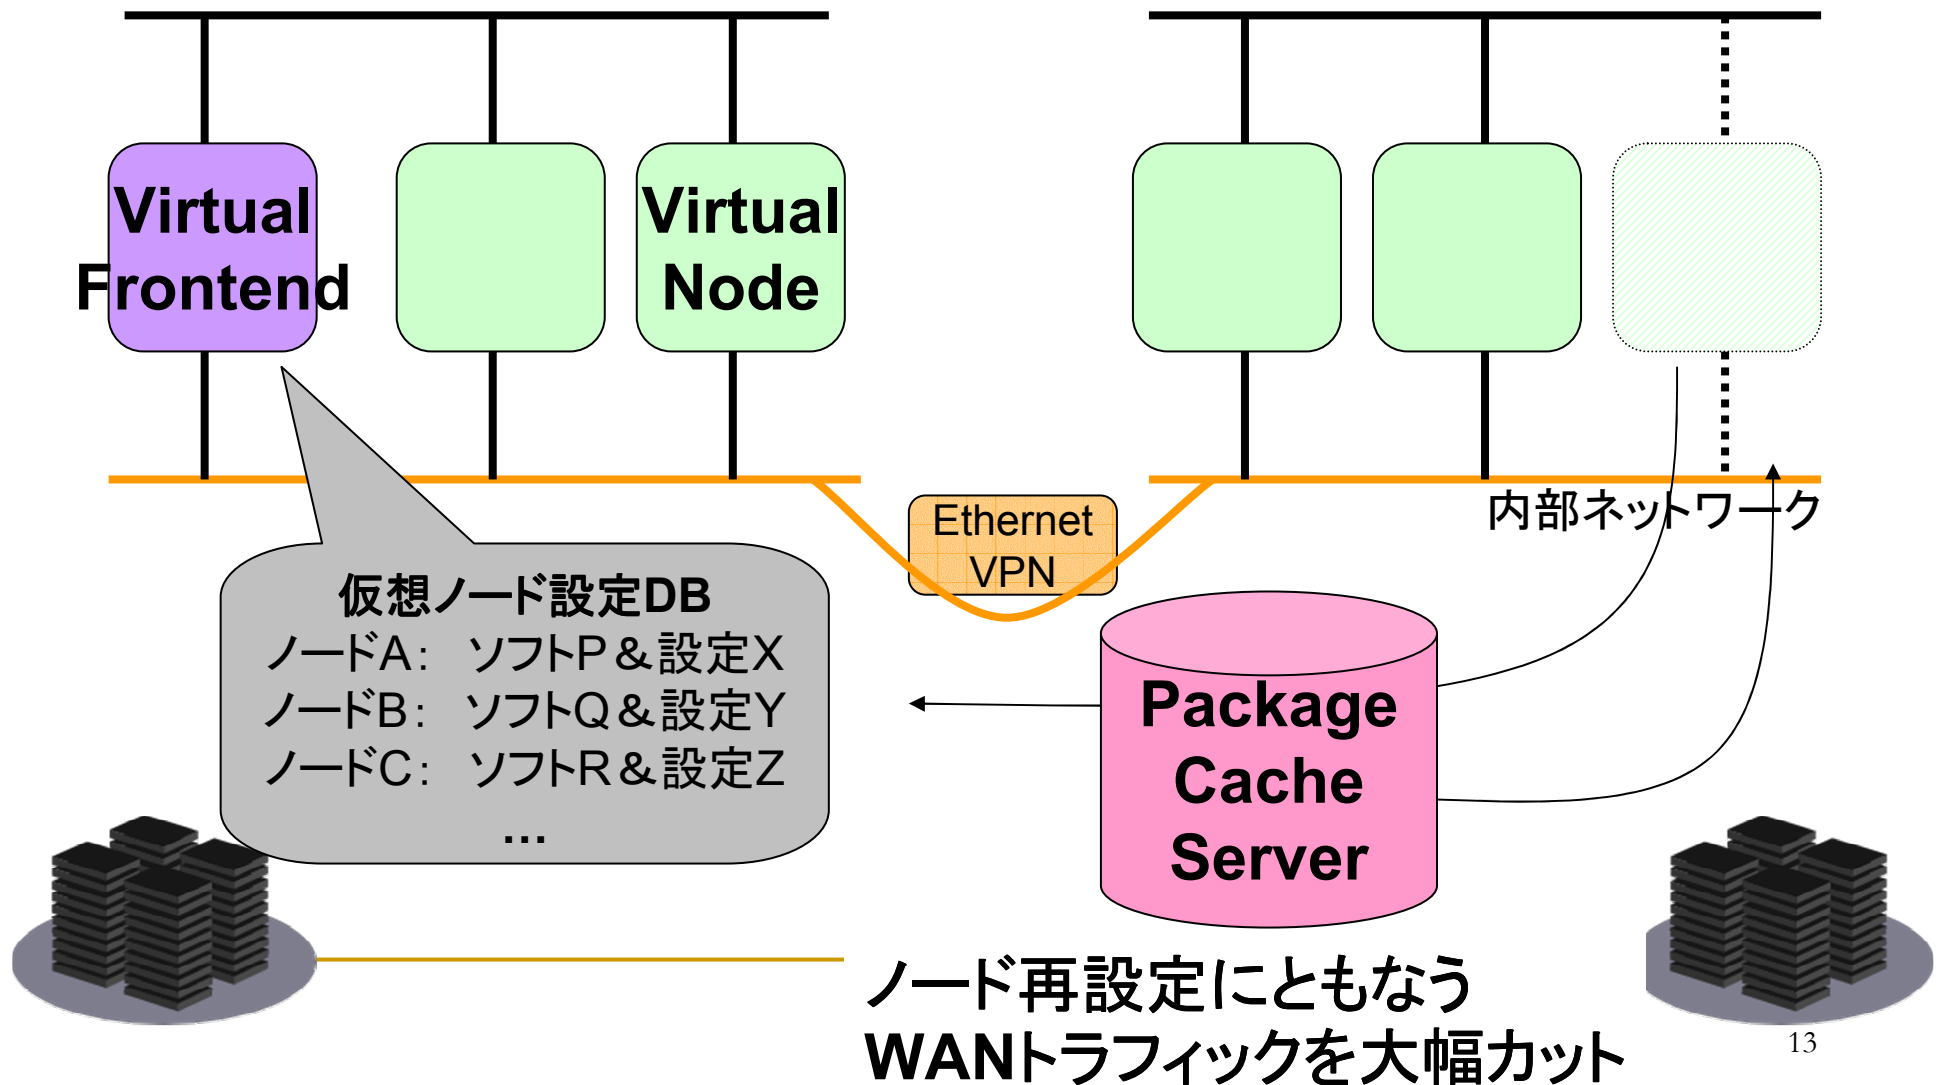 Virtual
Frontend
Virtual
Node
Ethernet
VPN
内部ネットワーク
仮想ノード設定DB
ノードA： ソフトP＆設定X
ノードB： ソフトQ＆設定Y
ノードC： ソフトR＆設定Z
…
Package
Cache
Server
ノード再設定にともなう
WANトラフィックを大幅カット
13